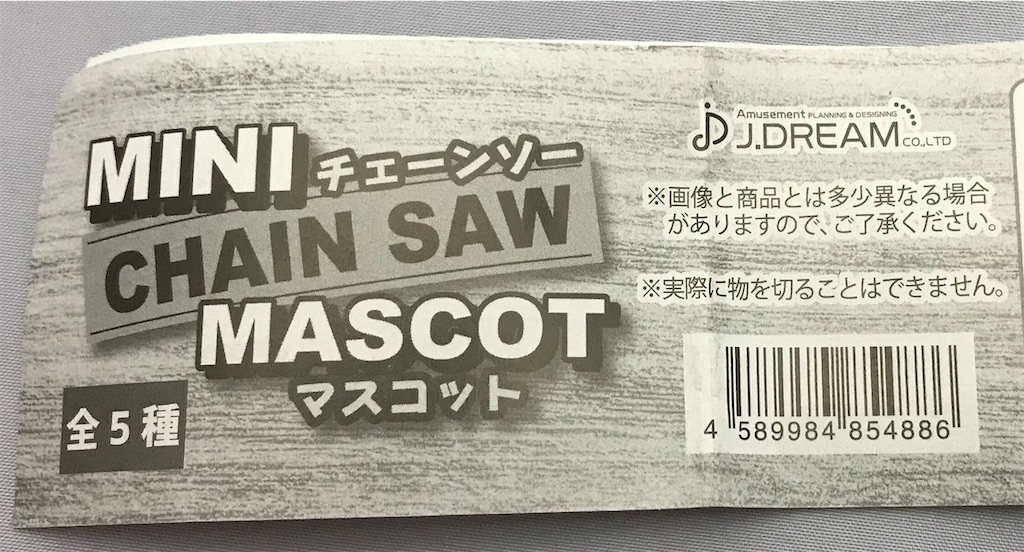 MINI チェーンソー
CHAIN SAW
MASCOT
マスコット
全5種
Amusement PLANNING & DESIGNING
J.DREAM CO.,LTD
※画像と商品とは多少異なる場合
がありますので、ご了承ください。
※実際に物を切ることはできません。
4 589984 854886